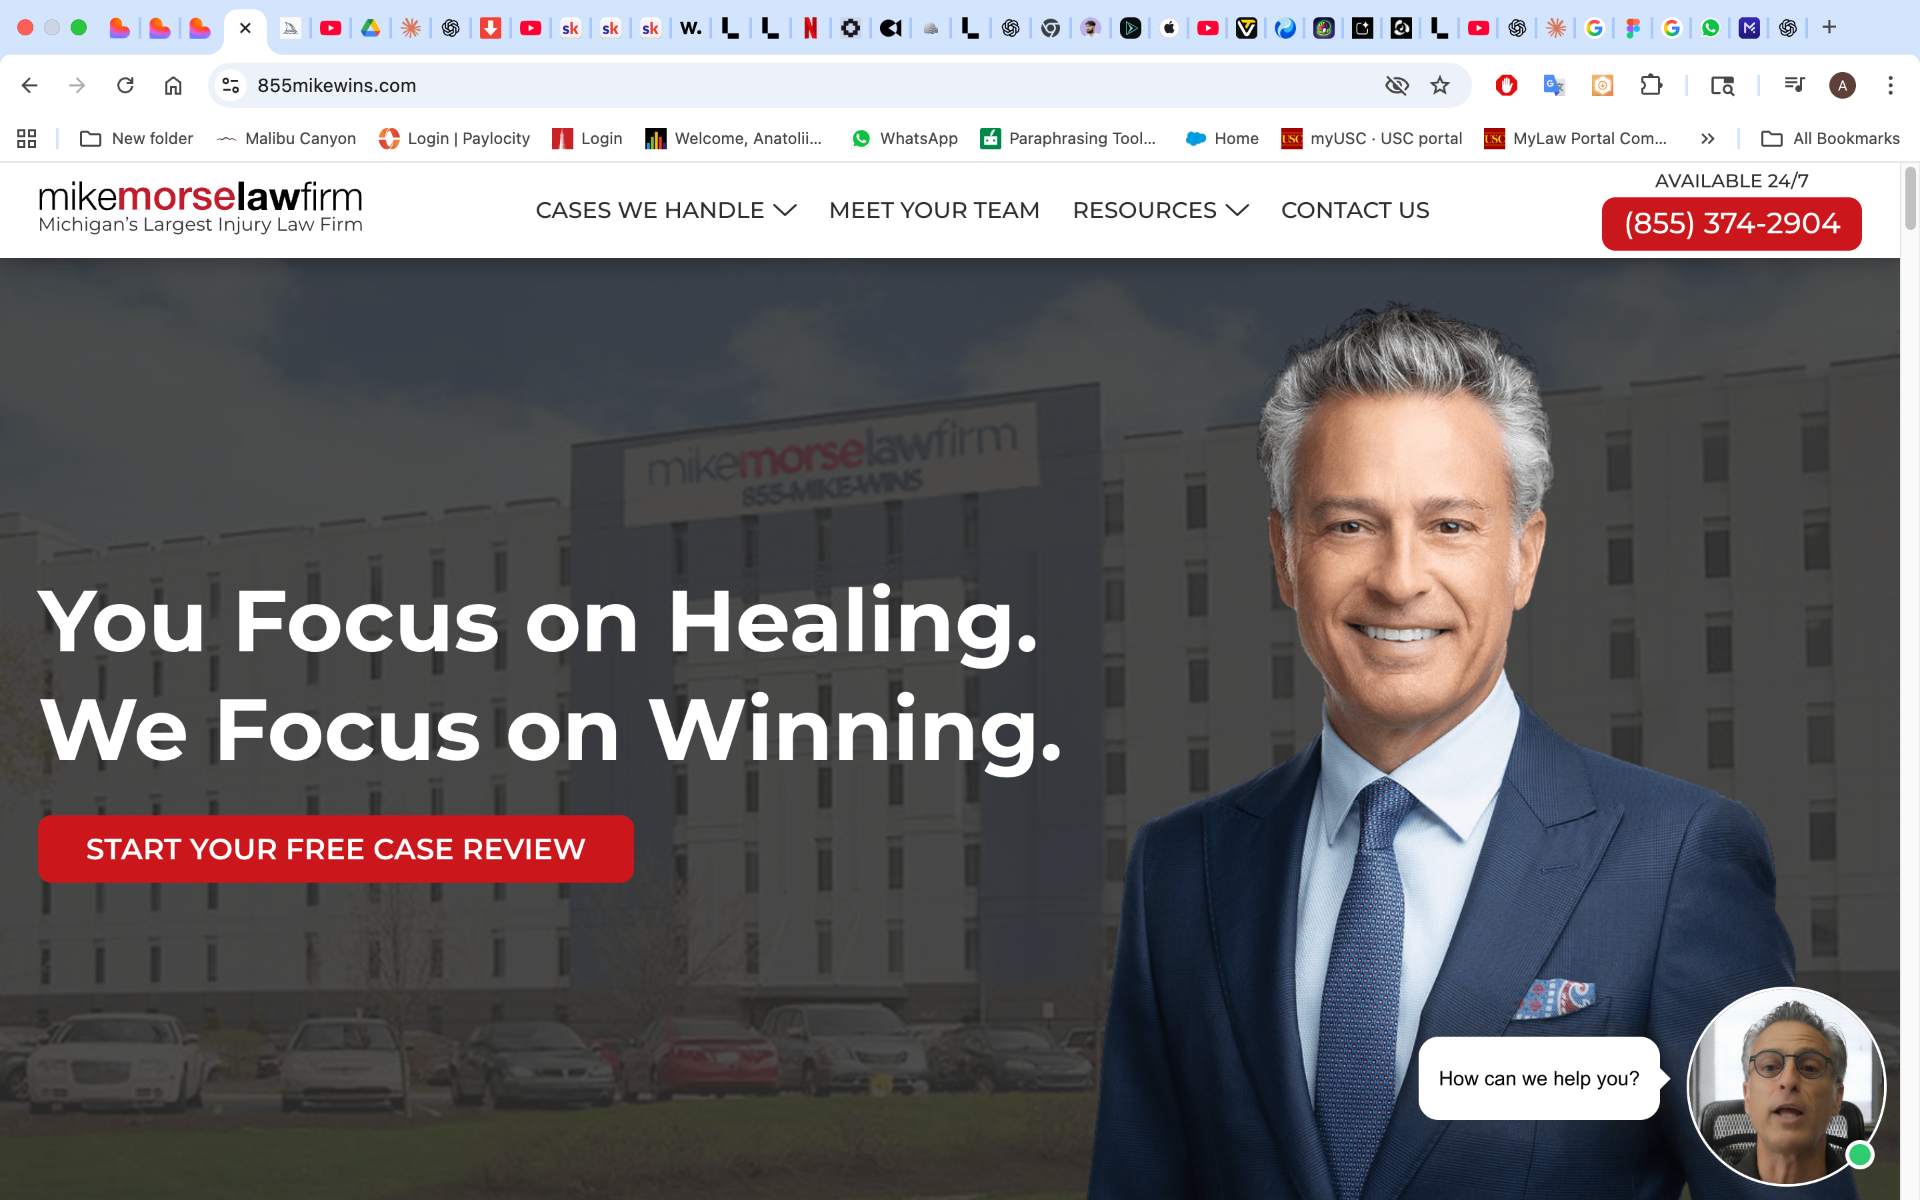 sk
sk
sk
W.
855mikewins.com
A
New folder
Malibu Canyon
Login | Paylocity
Login
Welcome, Anatolii...
WhatsApp
Paraphrasing Tool...
Home
USC
myUSC · USC portal
USC
MyLaw Portal Com...
All Bookmarks
mikemorselawfirm
Michigan's Largest Injury Law Firm
CASES WE HANDLE
MEET YOUR TEAM
RESOURCES
CONTACT US
AVAILABLE 24/7
(855) 374-2904
mikemorselawfirm
855-MIKE-WINS
You Focus on Healing.
We Focus on Winning.
START YOUR FREE CASE REVIEW
How can we help you?